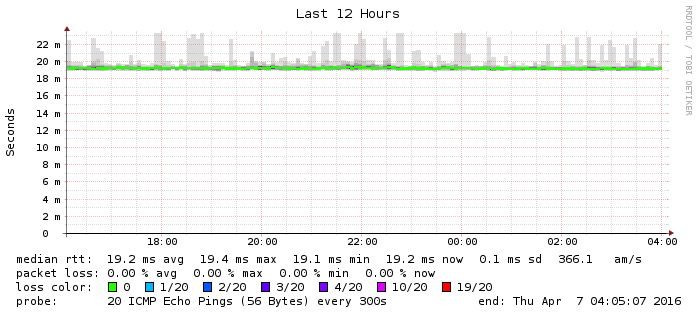 Last 12 Hours
RRDTOOL / TOBI OETIKER
Seconds
22 m
20 m
18 m
16 m
14 m
12 m
10 m
8 m
6 m
4 m
2 m
0
18:00 20:00 22:00 00:00 02:00 04:00
median rtt: 19.2 ms avg 19.4 ms max 19.1 ms min 19.2 ms now 0.1 ms sd 366.1 am/s
packet loss: 0.00 % avg 0.00 % max 0.00 % min 0.00 % now
loss color: 0 1/20 2/20 3/20 4/20 10/20 19/20
probe: 20 ICMP Echo Pings (56 Bytes) every 300s end: Thu Apr 7 04:05:07 2016